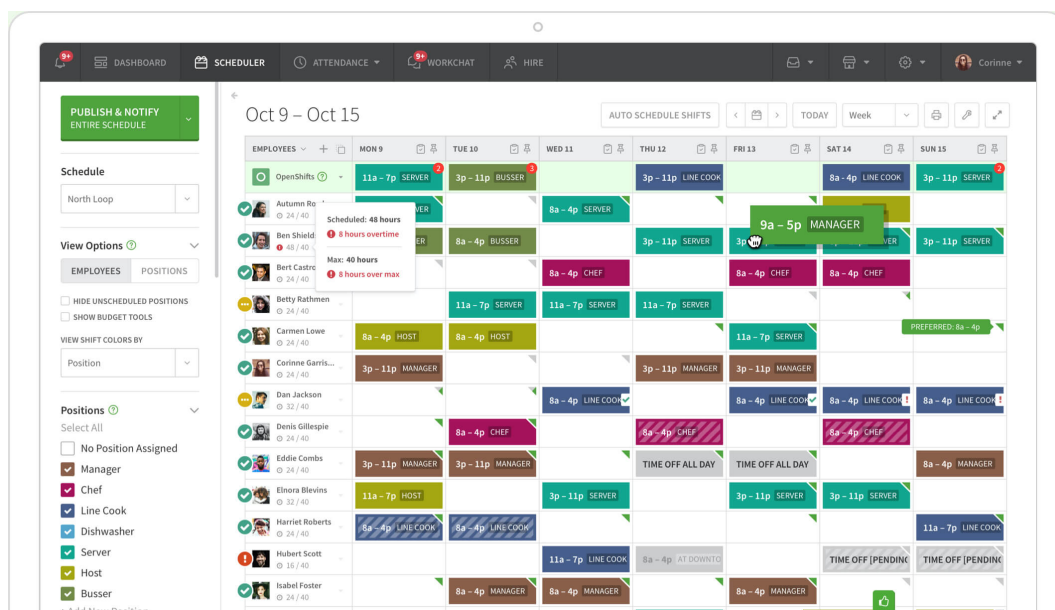 9+
DASHBOARD
SCHEDULER
ATTENDANCE
9+
WORKCHAT
HIRE
Corinne
PUBLISH & NOTIFY
ENTIRE SCHEDULE
Schedule
North Loop
View Options
EMPLOYEES POSITIONS
HIDE UNSCHEDULED POSITIONS
SHOW BUDGET TOOLS
VIEW SHIFT COLORS BY
Position
Positions
Select All
No Position Assigned
Manager
Chef
Line Cook
Dishwasher
Server
Host
Busser
Oct 9 – Oct 15
AUTO SCHEDULE SHIFTS
TODAY
Week
EMPLOYEES MON 9 TUE 10 WED 11 THU 12 FRI 13 SAT 14 SUN 15
OpenShifts 11a – 7p SERVER 2 3p – 11p BUSSER 3 3p – 11p LINE COOK 8a - 4p LINE COOK 3p – 11p SERVER 2
Autumn 8a – 4p SERVER
24 / 40
Scheduled: 48 hours
8 hours overtime
Max: 40 hours
8 hours over max
9a – 5p MANAGER
Ben Shield 8a – 4p BUSSER 3p – 11p SERVER 3p – 11p SERVER
48 / 40
Bert Castro 8a – 4p CHEF 8a – 4p CHEF 8a – 4p CHEF
24 / 40
Betty Rathmen 11a – 7p SERVER 11a – 7p SERVER 11a – 7p SERVER
24 / 40
Carmen Lowe 8a – 4p HOST 8a – 4p HOST 11a – 7p SERVER PREFERRED: 8a – 4p
24 / 40
Corinne Garris... 3p – 11p MANAGER 3p – 11p MANAGER 3p – 11p MANAGER
24 / 40
Dan Jackson 8a – 4p LINE COOK 8a – 4p LINE COOK 8a – 4p LINE COOK 8a – 4p LINE COOK
32 / 40
Denis Gillespie 8a – 4p CHEF 8a – 4p CHEF 8a – 4p CHEF
24 / 40
Eddie Combs 3p – 11p MANAGER 3p – 11p MANAGER TIME OFF ALL DAY TIME OFF ALL DAY 8a – 4p MANAGER
24 / 40
Elnora Blevins 11a – 7p HOST 3p – 11p SERVER 3p – 11p SERVER 3p – 11p SERVER
32 / 40
Harriet Roberts 8a – 4p LINE COOK 8a – 4p LINE COOK 11a – 7p LINE COOK
24 / 40
Hubert Scott 11a – 7p LINE COOK 8a – 4p AT DOWNTO TIME OFF [PENDING TIME OFF [PENDING
16 / 40
Isabel Foster 8a – 4p MANAGER 8a – 4p MANAGER 8a – 4p MANAGER
24 / 40